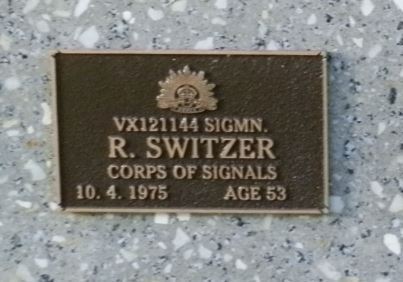 VX121144 SIGMN.
R. SWITZER
CORPS OF SIGNALS
10. 4. 1975 AGE 53